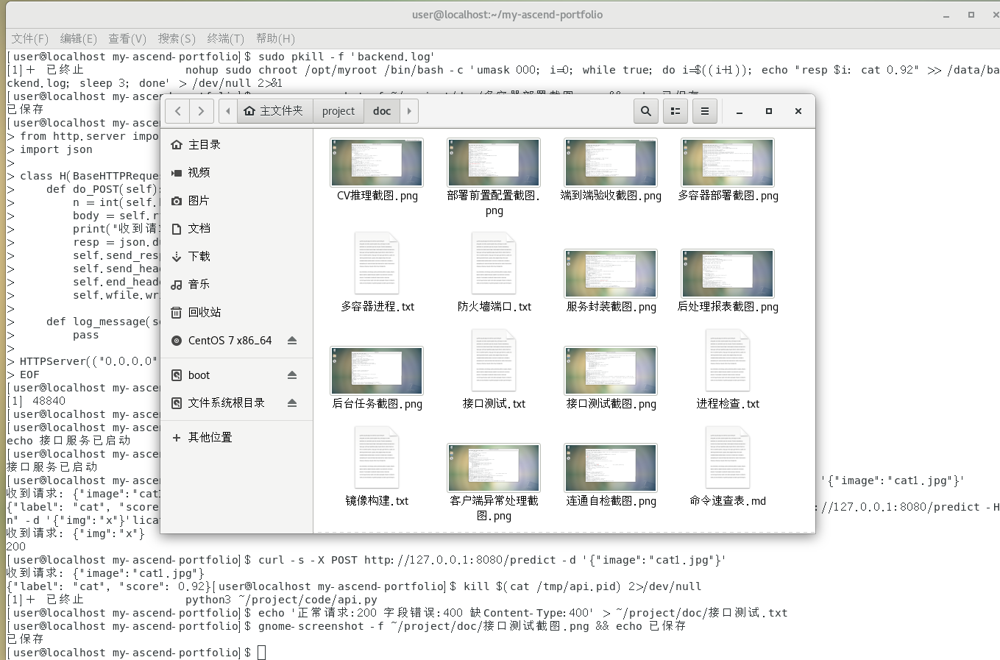 user@localhost:~/my-ascend-portfolio
文件(F) 编辑(E) 查看(V) 搜索(S) 终端(T) 帮助(H)
[user@localhost my-ascend-portfolio]$ sudo pkill -f 'backend.log'
[1]+ 已终止 nohup sudo chroot /opt/myroot /bin/bash -c 'umask 000; i=0; while true; do i=$((i+1)); echo "resp $i: cat 0.92" >> /data/ba
ckend.log; sleep 3; done' > /dev/null 2>&1
[user@localhost my-asce
已保存
[user@localhost my-asce
> from http.server impo
> import json
>
> class H(BaseHTTPReque
> def do_POST(self):
> n = int(self.
> body = self.r
> print("收到请
> resp = json.d
> self.send_resp
> self.send_head
> self.end_head
> self.wfile.wri
>
> def log_message(s
> pass
>
> HTTPServer(("0.0.0.0"
> EOF
[user@localhost my-asce
[1] 48840
[user@localhost my-asce
[user@localhost my-asce
echo 接口服务已启动
[user@localhost my-asce
接口服务已启动
[user@localhost my-asce '{"image":"cat1.jpg"}'
收到请求: {"image":"cat1
{"label": "cat", "score ://127.0.0.1:8080/predict -H
n" -d '{"img":"x"}'licat
收到请求: {"img":"x"}
200
[user@localhost my-ascend-portfolio]$ curl -s -X POST http://127.0.0.1:8080/predict -d '{"image":"cat1.jpg"}'
收到请求: {"image":"cat1.jpg"}
{"label": "cat", "score": 0.92}[user@localhost my-ascend-portfolio]$ kill $(cat /tmp/api.pid) 2>/dev/null
[1]+ 已终止 python3 ~/project/code/api.py
[user@localhost my-ascend-portfolio]$ echo '正常请求:200 字段错误:400 缺Content-Type:400' > ~/project/doc/接口测试.txt
[user@localhost my-ascend-portfolio]$ gnome-screenshot -f ~/project/doc/接口测试截图.png && echo 已保存
已保存
[user@localhost my-ascend-portfolio]$
主文件夹 project doc
主目录
视频
图片
文档
下载
音乐
回收站
CentOS 7 x86_64
boot
文件系统根目录
其他位置
CV推理截图.png
部署前置配置截图.
png
端到端验收截图.png
多容器部署截图.png
多容器进程.txt
防火墙端口.txt
服务封装截图.png
后处理报表截图.png
后台任务截图.png
接口测试.txt
接口测试截图.png
进程检查.txt
镜像构建.txt
客户端异常处理截
图.png
连通自检截图.png
命令速查表.md